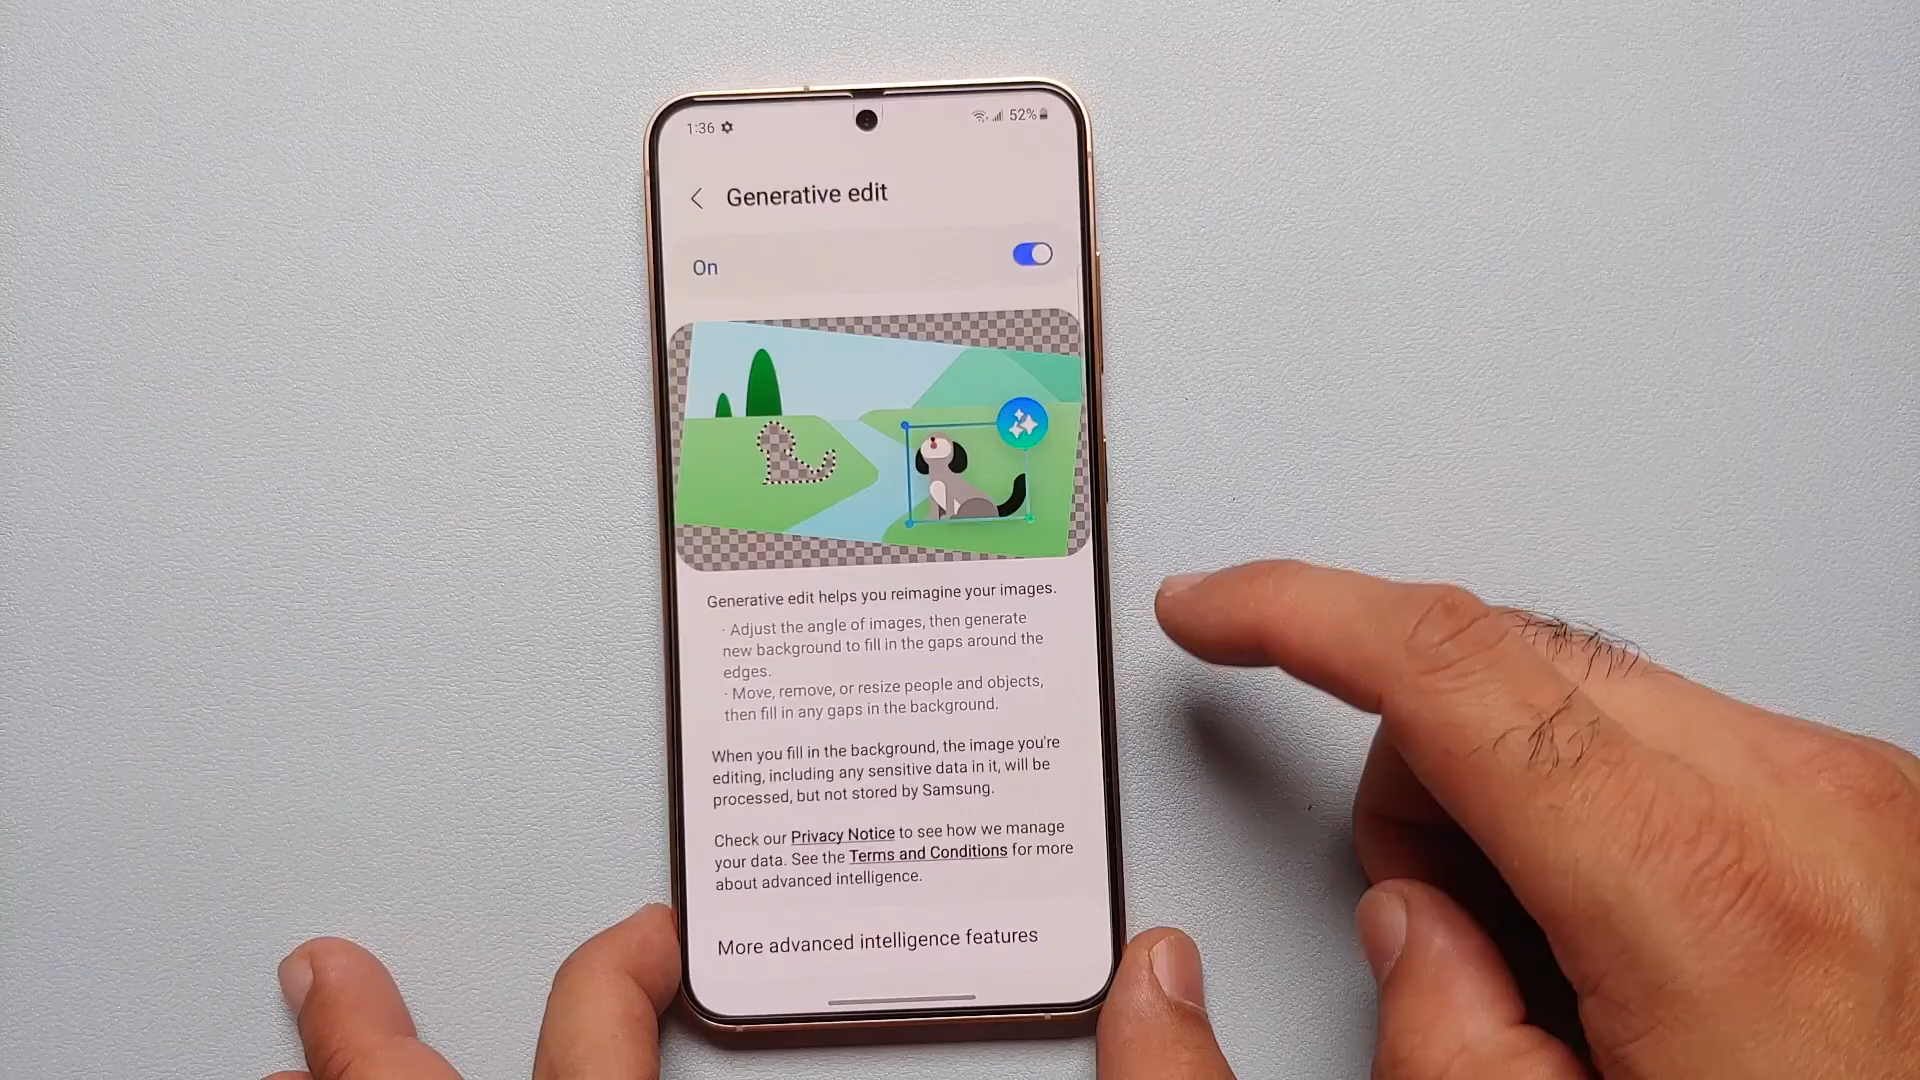 1:36
52%
Generative edit
On
Generative edit helps you reimagine your images.
· Adjust the angle of images, then generate
new background to fill in the gaps around the
edges.
· Move, remove, or resize people and objects,
then fill in any gaps in the background.
When you fill in the background, the image you're
editing, including any sensitive data in it, will be
processed, but not stored by Samsung.
Check our Privacy Notice to see how we manage
your data. See the Terms and Conditions for more
about advanced intelligence.
More advanced intelligence features